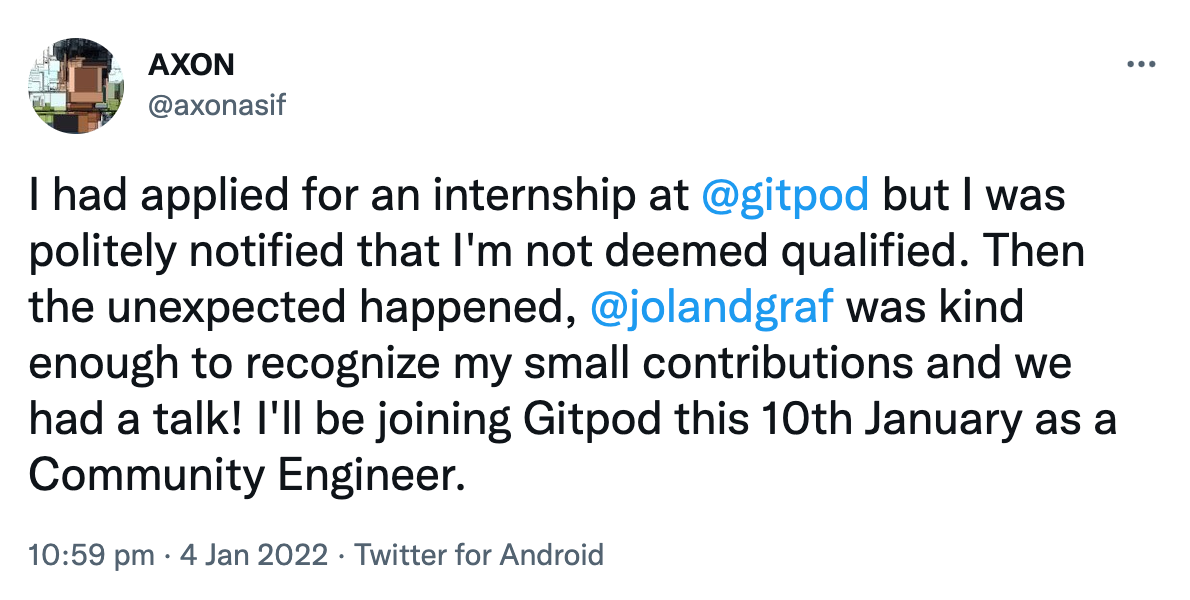 AXON
@axonasif
I had applied for an internship at @gitpod but I was
politely notified that I'm not deemed qualified. Then
the unexpected happened, @jolandgraf was kind
enough to recognize my small contributions and we
had a talk! I'll be joining Gitpod this 10th January as a
Community Engineer.
10:59 pm · 4 Jan 2022 · Twitter for Android